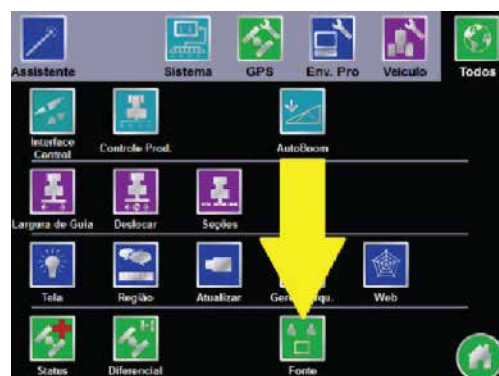 Assistente Sistema GPS Env. Pro Veículo Todos
Interface
Control Controle Prod. AutoBoom
Largura de Guia Deslocar Seções
Tela Região Atualizar Web
Status Diferencial Fonte